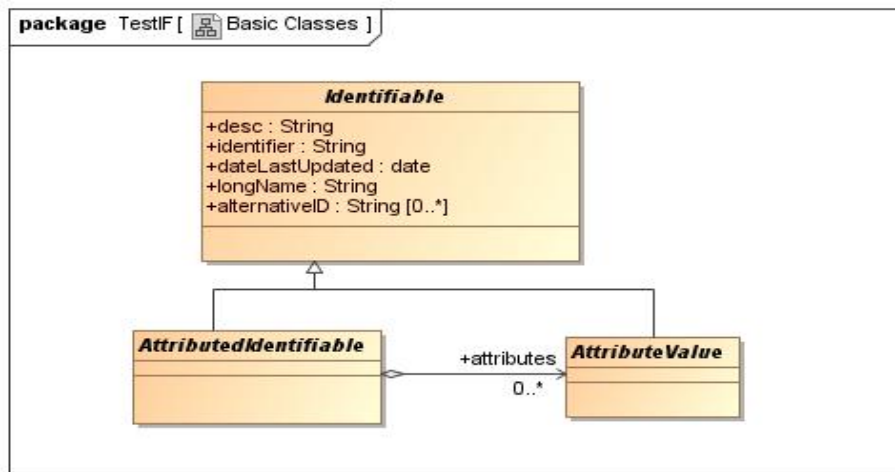 package TestIF [ Basic Classes ]
Identifiable
+desc : String
+identifier : String
+dateLastUpdated : date
+longName : String
+alternativeID : String [0..*]
AttributedIdentifiable
+attributes
0..*
AttributeValue